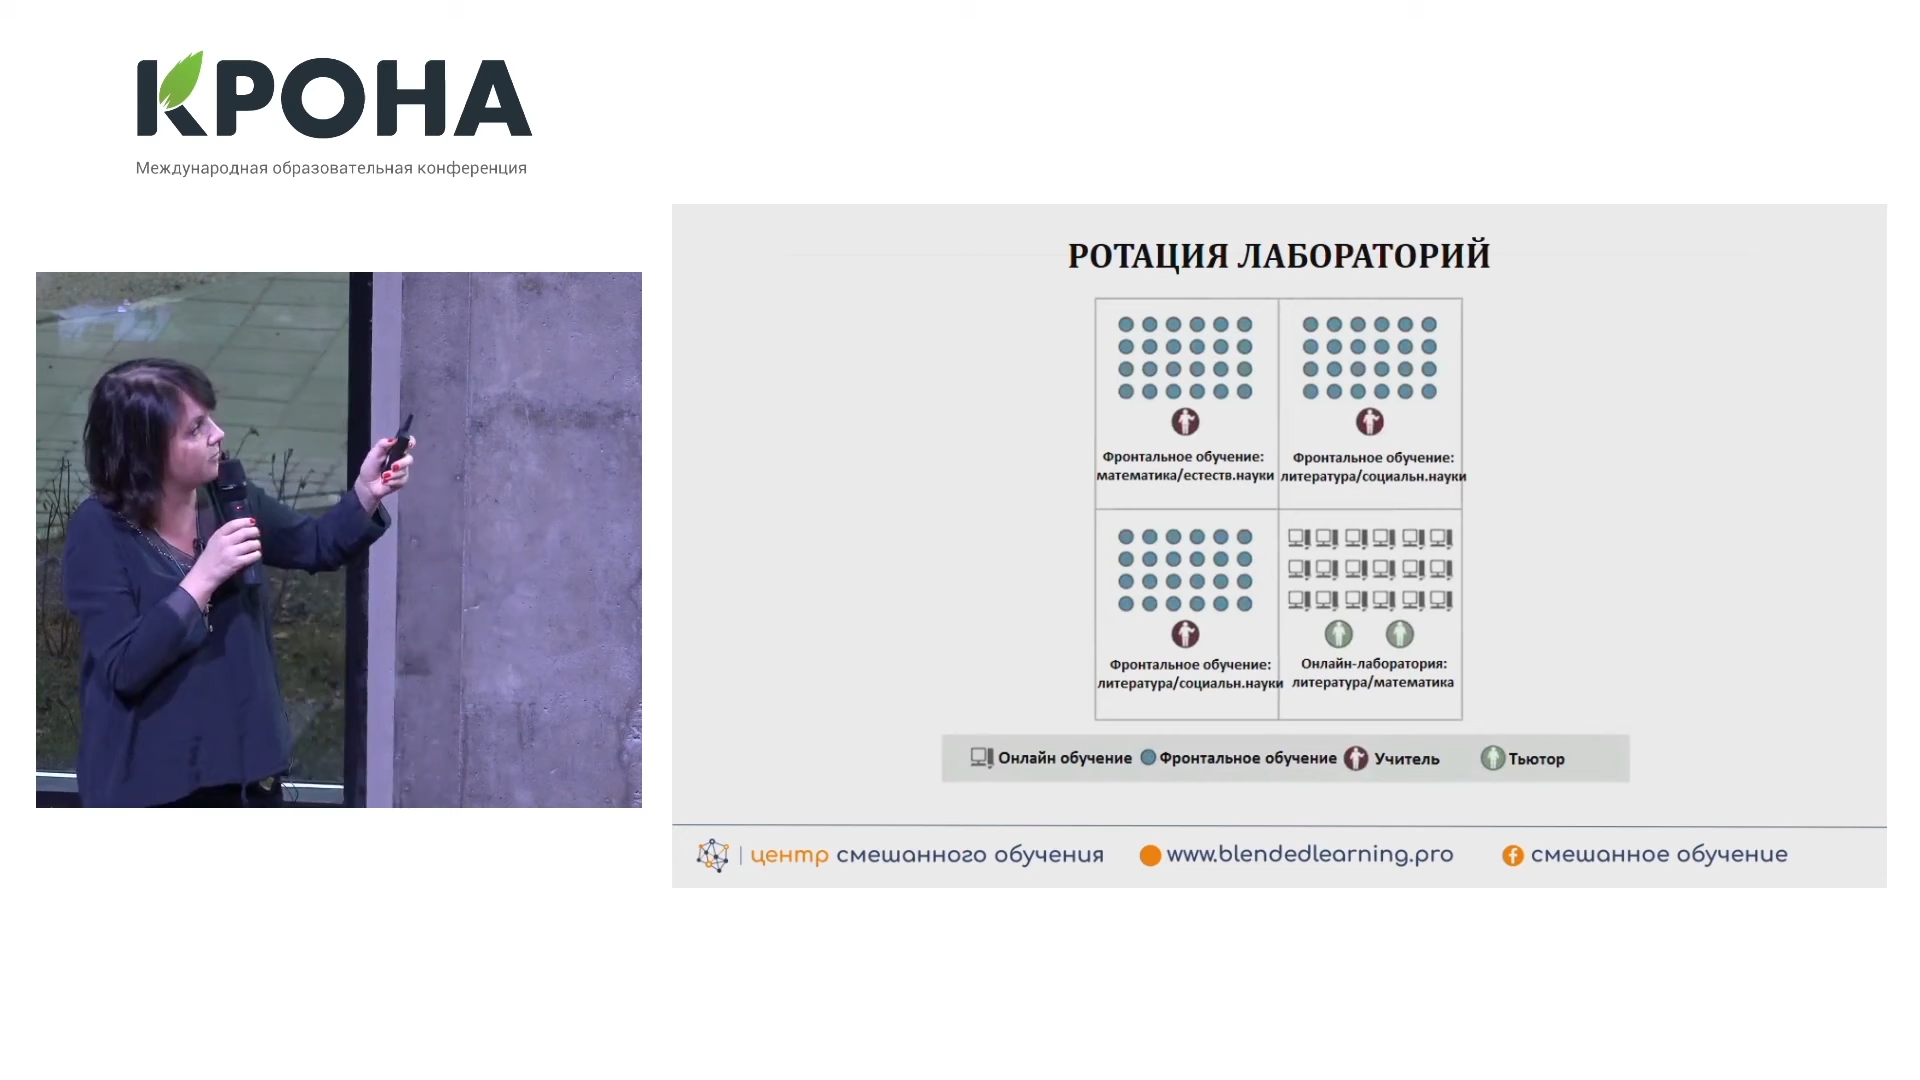 КРОНА
Международная образовательная конференция
РОТАЦИЯ ЛАБОРАТОРИЙ
Фронтальное обучение:
математика/естеств.науки
Фронтальное обучение:
литература/социальн.науки
Фронтальное обучение:
литература/социальн.науки
Онлайн-лаборатория:
литература/математика
Онлайн обучение Фронтальное обучение Учитель Тьютор
центр смешанного обучения www.blendedlearning.pro смешанное обучение